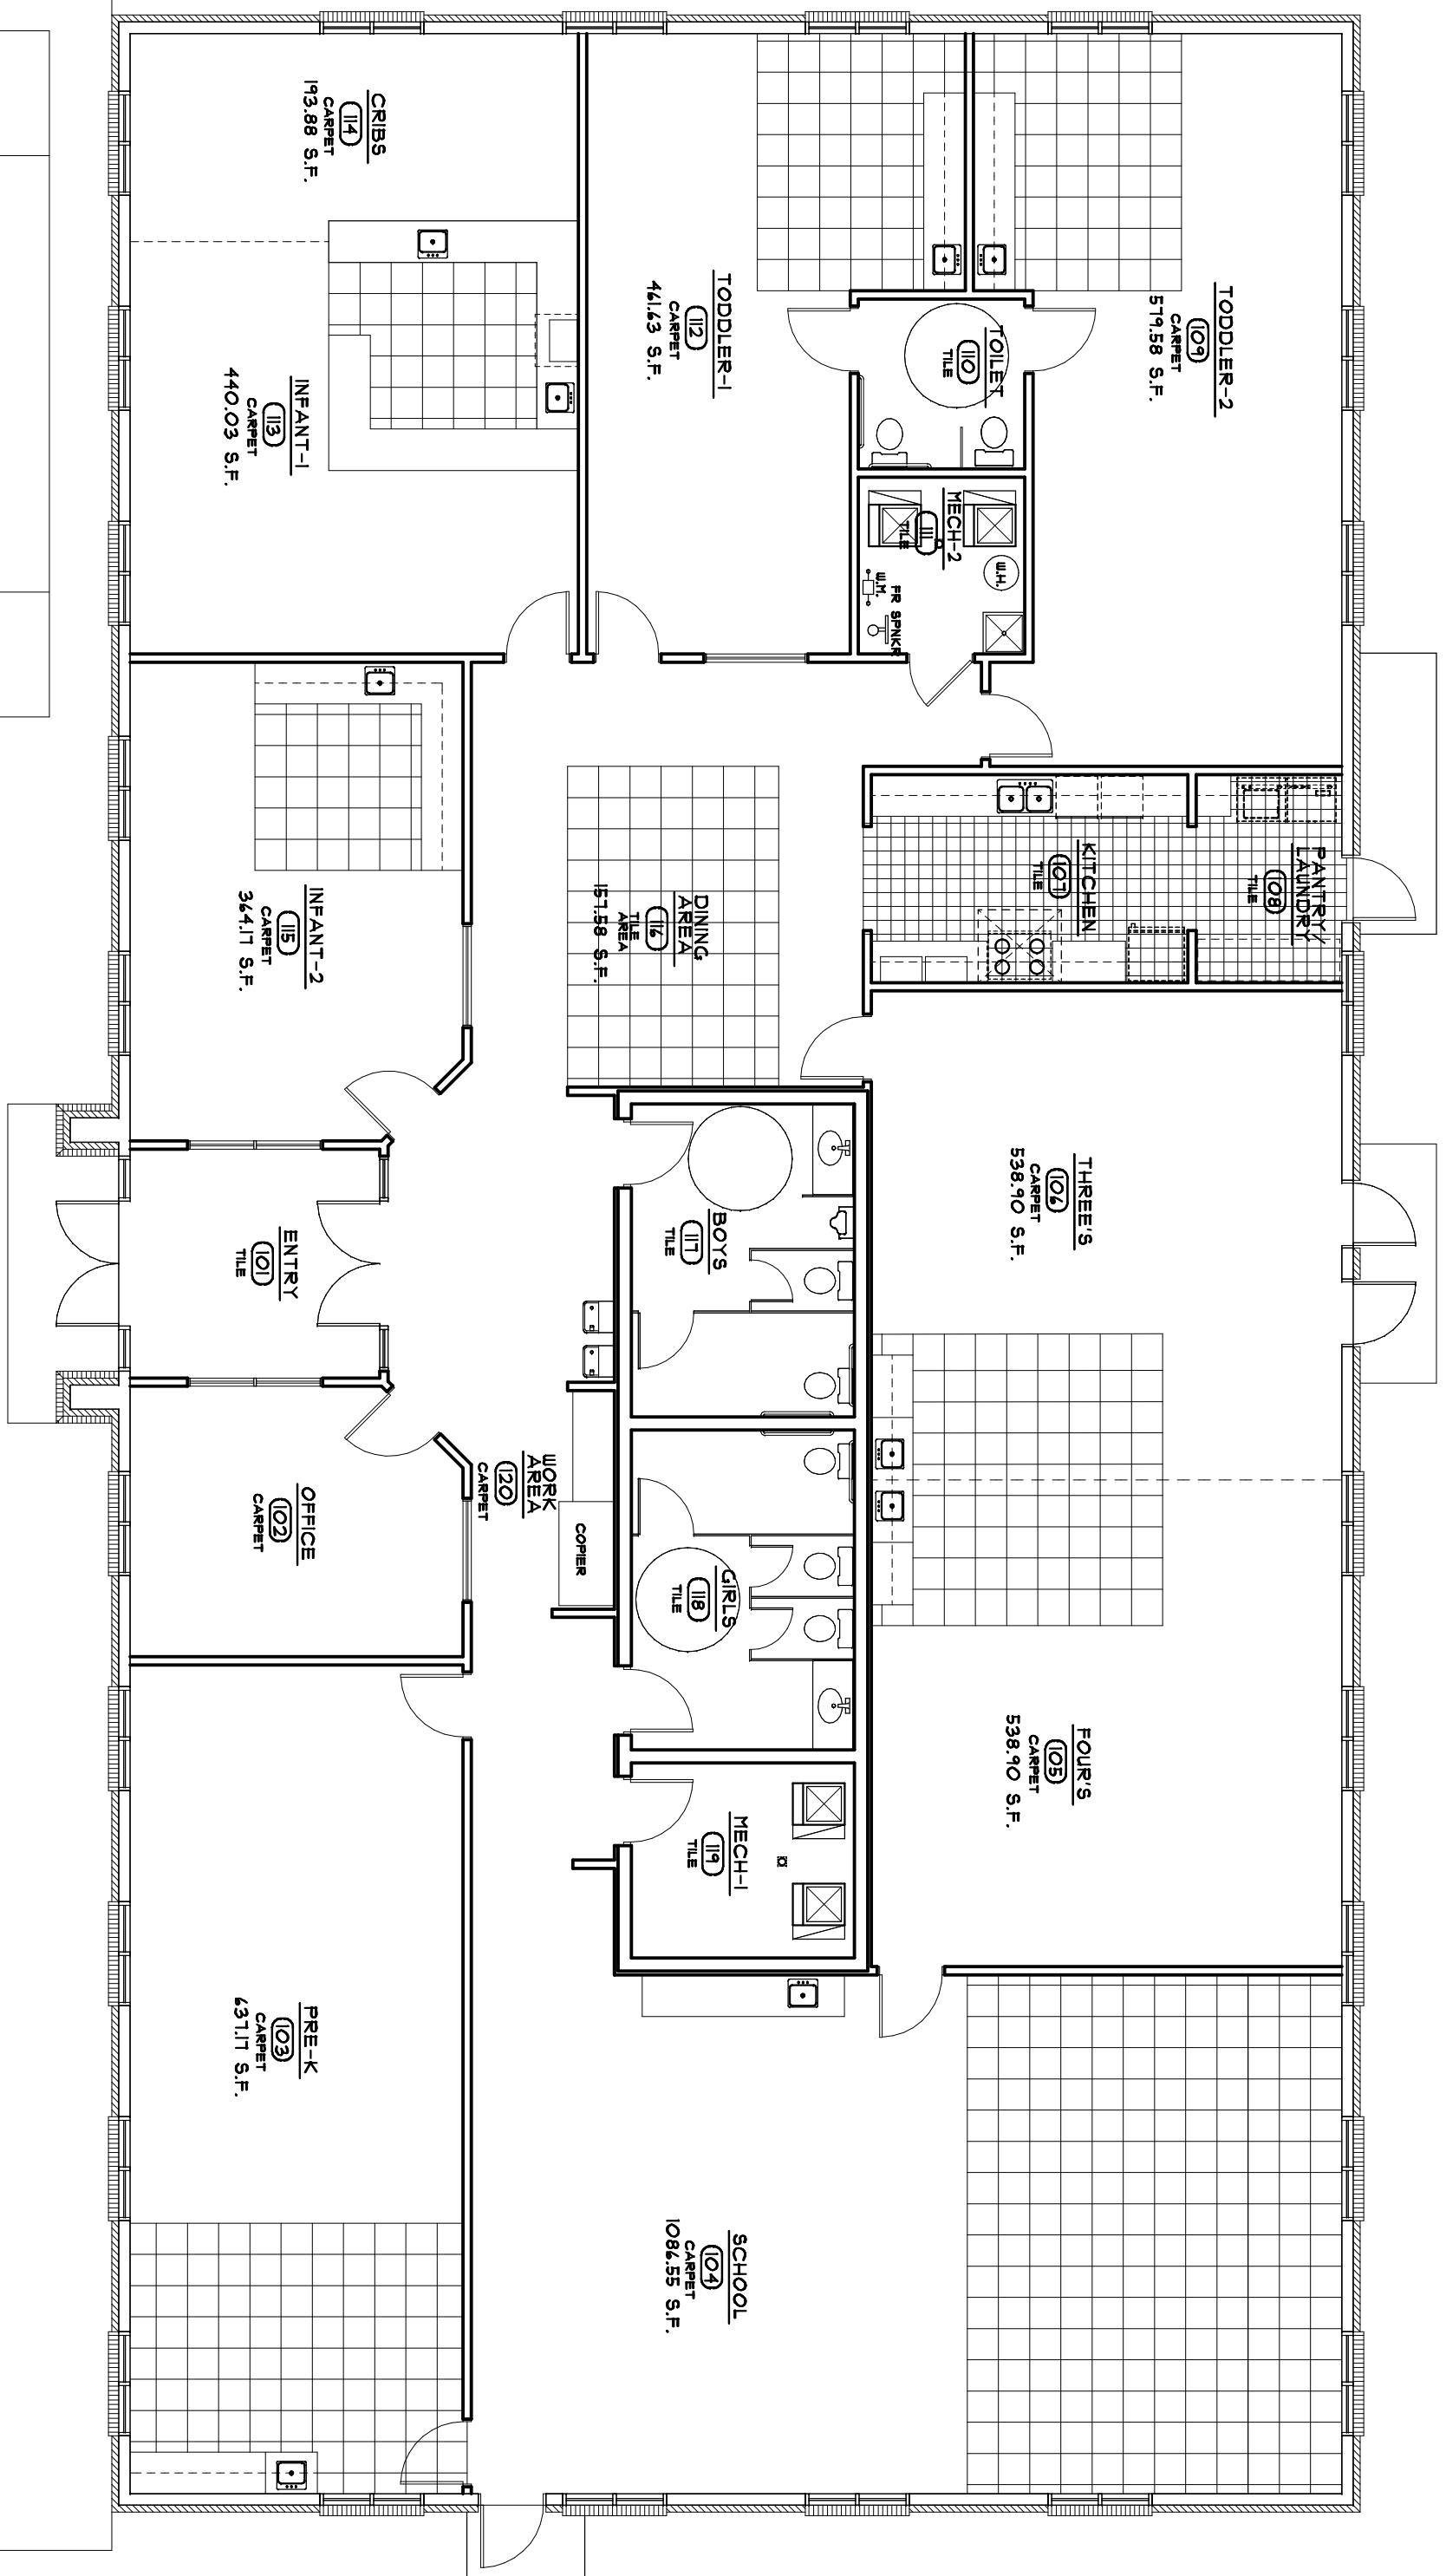 TODDLER-2
109
CARPET
579.58 S.F.
PANTRY/
LAUNDRY
108
TILE
THREE'S
106
CARPET
538.90 S.F.
FOUR'S
105
CARPET
538.90 S.F.
TOILET
110
TILE
MECH-2
111
TILE
W.H.
W.M.
FR SPNKR
KITCHEN
107
TILE
TODDLER-1
112
CARPET
461.63 S.F.
DINING
AREA
116
TILE
AREA
157.58 S.F.
BOYS
117
TILE
GIRLS
118
TILE
MECH-1
119
TILE
SCHOOL
104
CARPET
1086.55 S.F.
WORK
AREA
120
CARPET
COPIER
CRIBS
114
CARPET
193.88 S.F.
INFANT-1
113
CARPET
440.03 S.F.
INFANT-2
115
CARPET
364.17 S.F.
ENTRY
101
TILE
OFFICE
102
CARPET
PRE-K
103
CARPET
637.17 S.F.